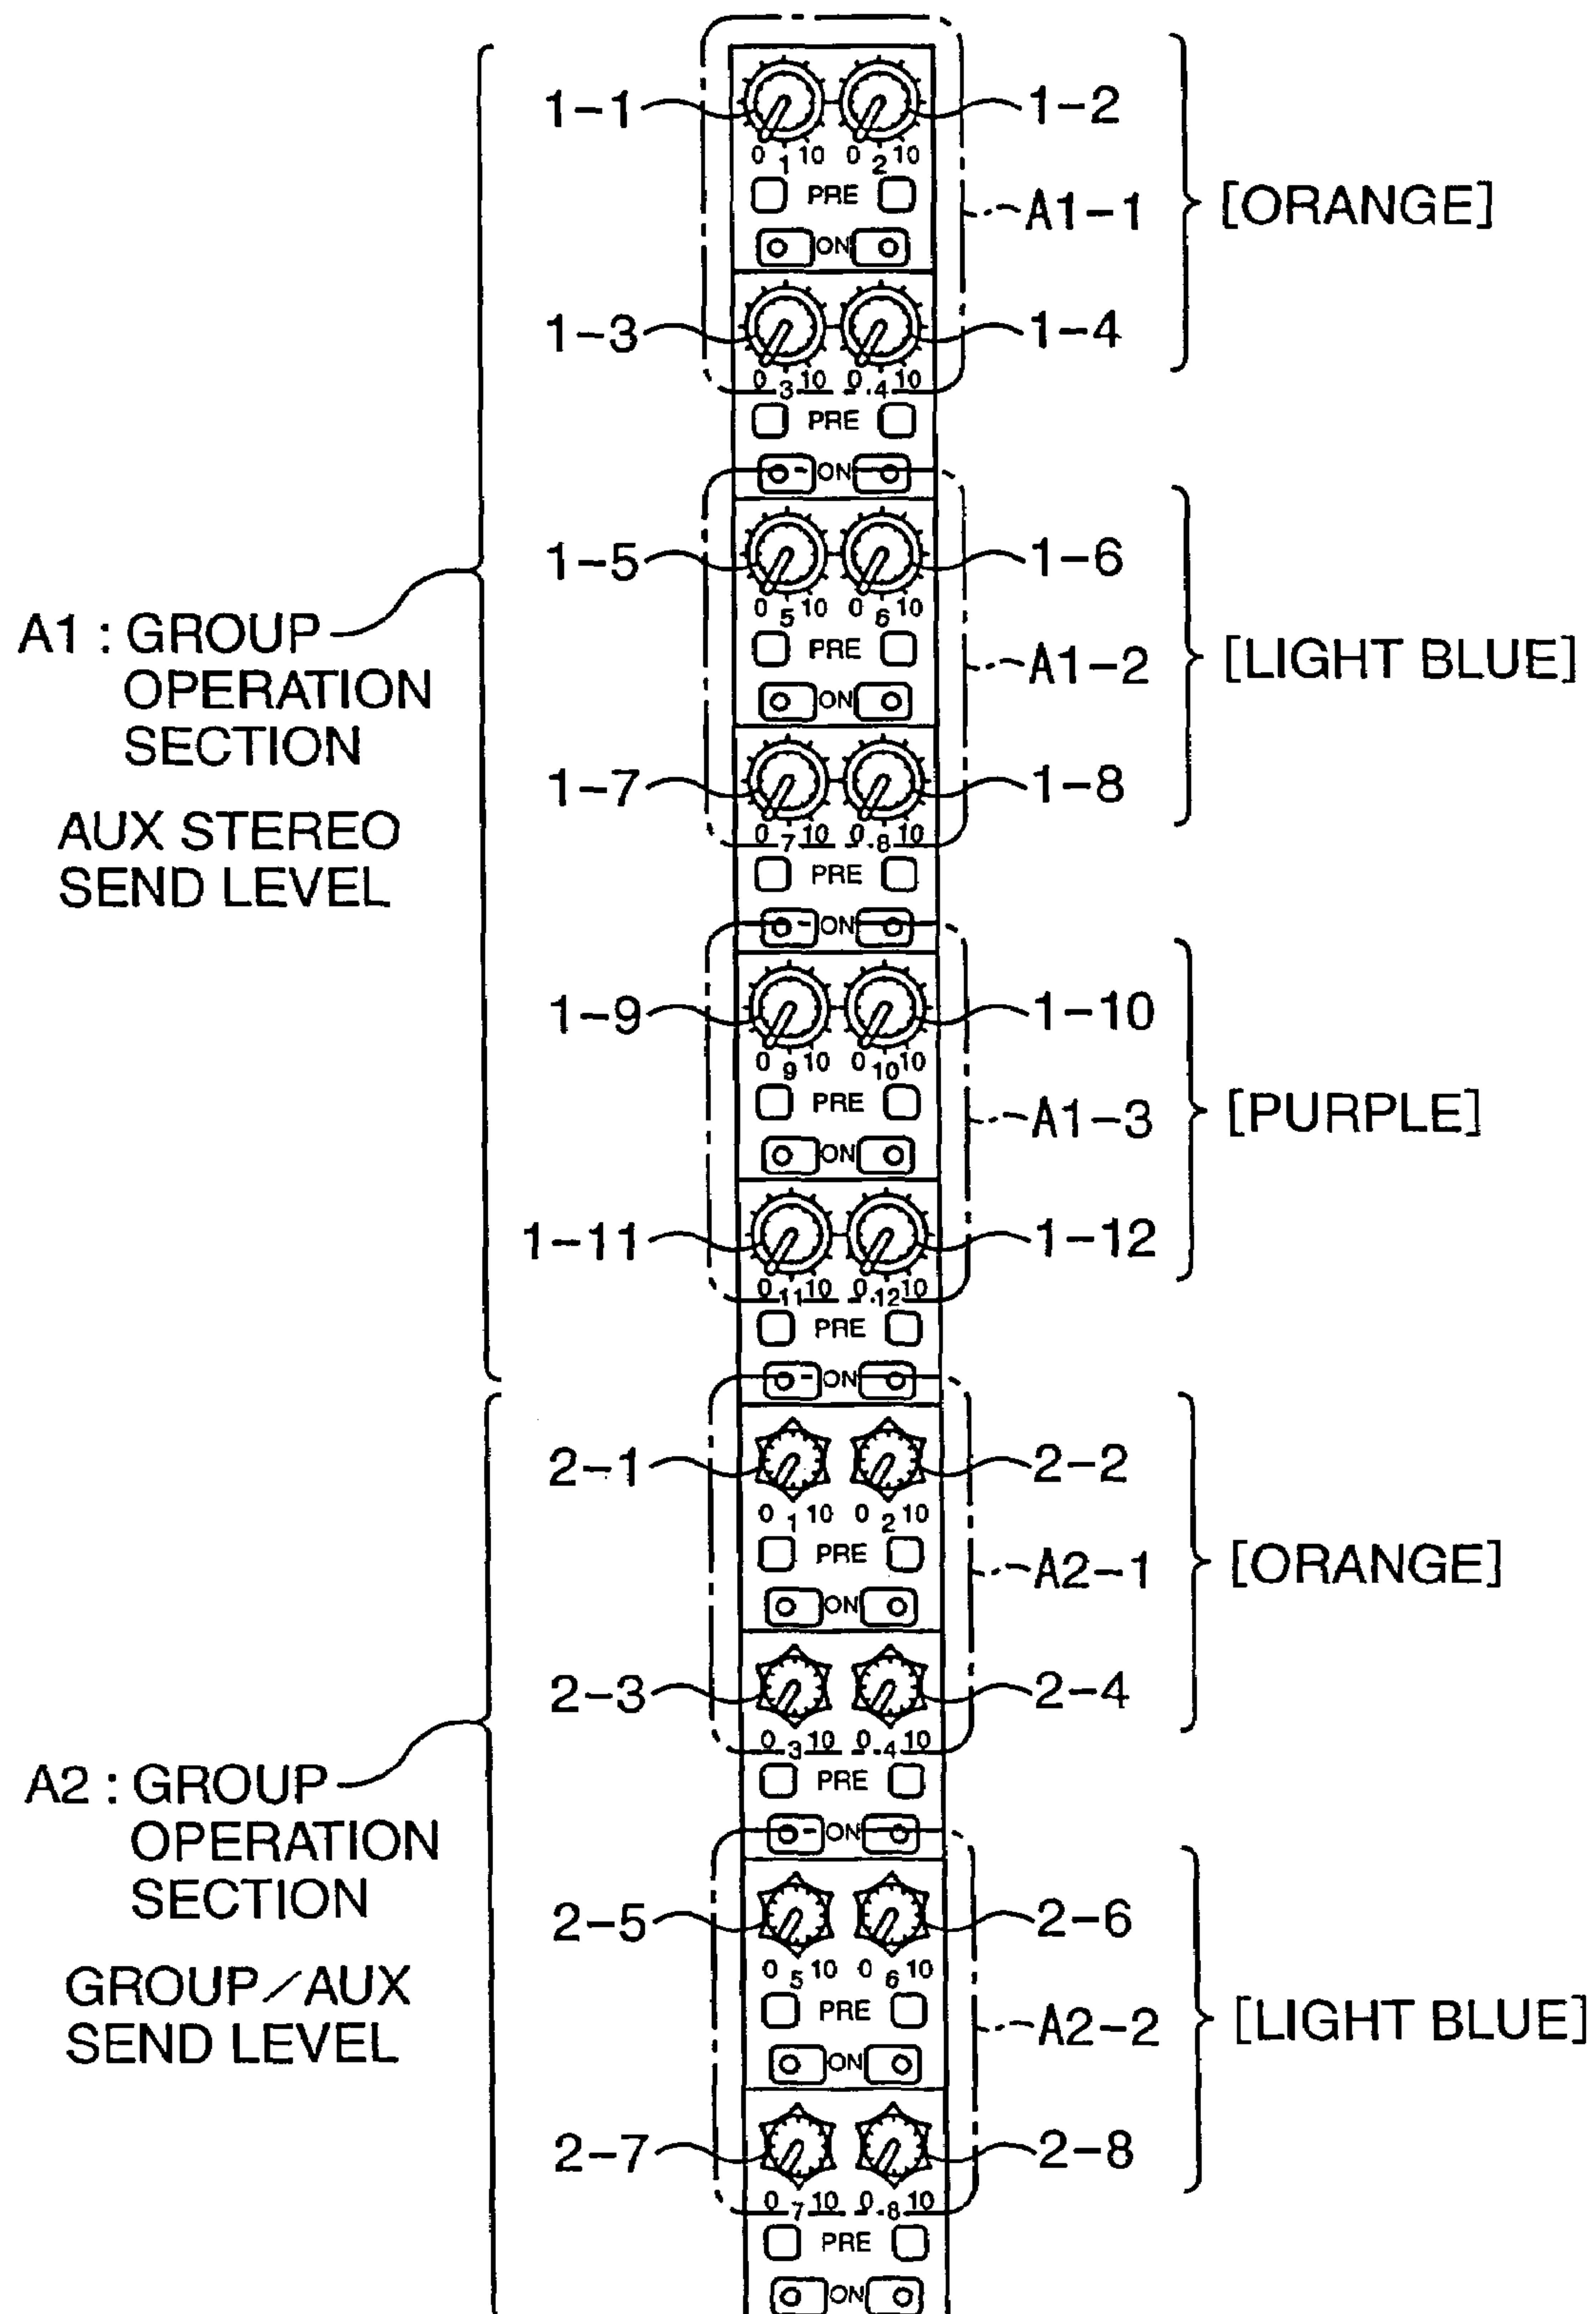 1-1 1-2
0 1 10 0 2 10
PRE
A1-1 [ORANGE]
ON
1-3 1-4
0 3 10 0 4 10
PRE
ON
1-5 1-6
0 5 10 0 6 10
A1 : GROUP
OPERATION
SECTION
AUX STEREO
SEND LEVEL
PRE
A1-2 [LIGHT BLUE]
ON
1-7 1-8
0 7 10 0 8 10
PRE
ON
1-9 1-10
0 9 10 0 10 10
PRE
A1-3 [PURPLE]
ON
1-11 1-12
0 11 10 0 12 10
PRE
ON
2-1 2-2
0 1 10 0 2 10
PRE
A2-1 [ORANGE]
ON
2-3 2-4
0 3 10 0 4 10
A2 : GROUP
OPERATION
SECTION
GROUP/AUX
SEND LEVEL
PRE
ON
2-5 2-6
0 5 10 0 6 10
PRE
A2-2 [LIGHT BLUE]
ON
2-7 2-8
0 7 10 0 8 10
PRE
ON